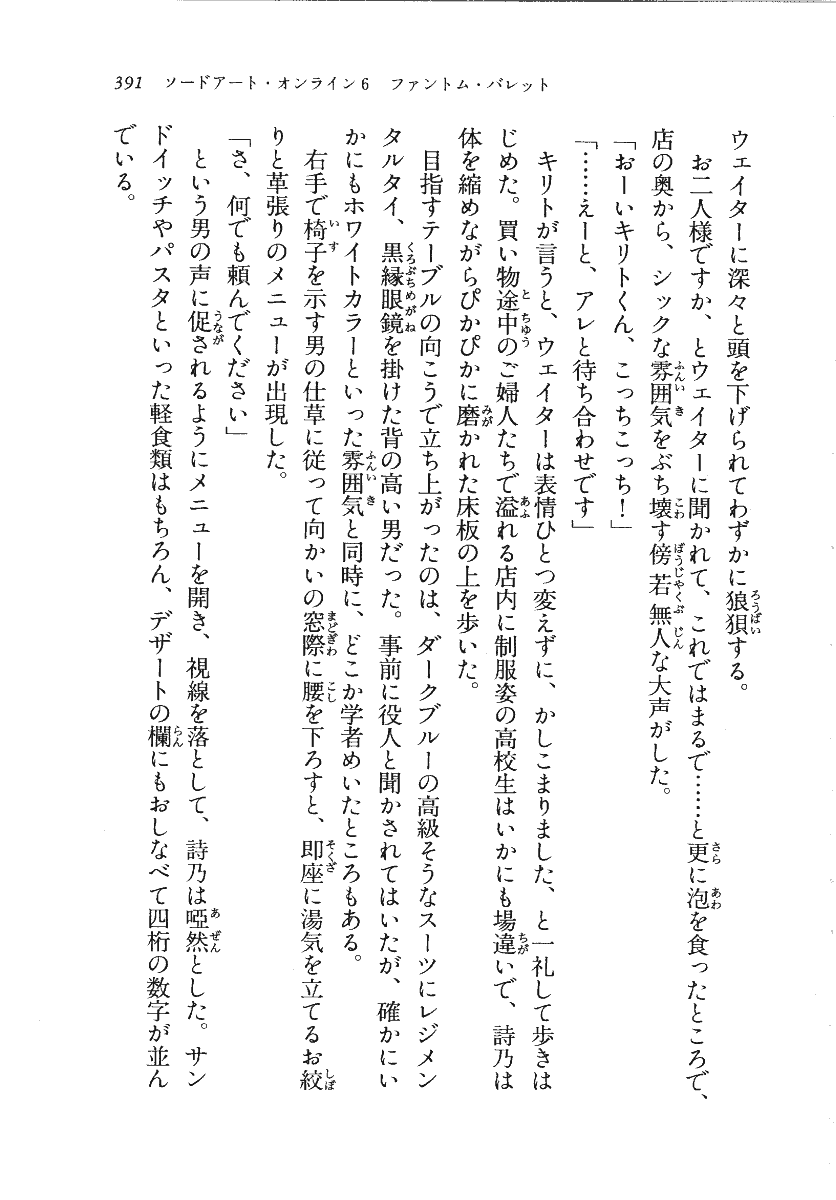 391 ソードアート・オンライン6 ファントム・バレット
ウェイターに深々と頭を下げられてわずかに狼狽する。
お二人様ですか、とウェイターに聞かれて、これではまるで……と更に泡を食ったところで、
店の奥から、シックな雰囲気をぶち壊す傍若無人な大声がした。
「おーいキリトくん、こっちこっち！」
「……えーと、アレと待ち合わせです」
キリトが言うと、ウェイターは表情ひとつ変えずに、かしこまりました、と一礼して歩きは
じめた。買い物途中のご婦人たちで溢れる店内に制服姿の高校生はいかにも場違いで、詩乃は
体を縮めながらぴかぴかに磨かれた床板の上を歩いた。
目指すテーブルの向こうで立ち上がったのは、ダークブルーの高級そうなスーツにレジメン
タルタイ、黒縁眼鏡を掛けた背の高い男だった。事前に役人と聞かされてはいたが、確かにい
かにもホワイトカラーといった雰囲気と同時に、どこか学者めいたところもある。
右手で椅子を示す男の仕草に従って向かいの窓際に腰を下ろすと、即座に湯気を立てるお絞
りと革張りのメニューが出現した。
「さ、何でも頼んでください」
という男の声に促されるようにメニューを開き、視線を落として、詩乃は啞然とした。サン
ドイッチやパスタといった軽食類はもちろん、デザートの欄にもおしなべて四桁の数字が並ん
でいる。